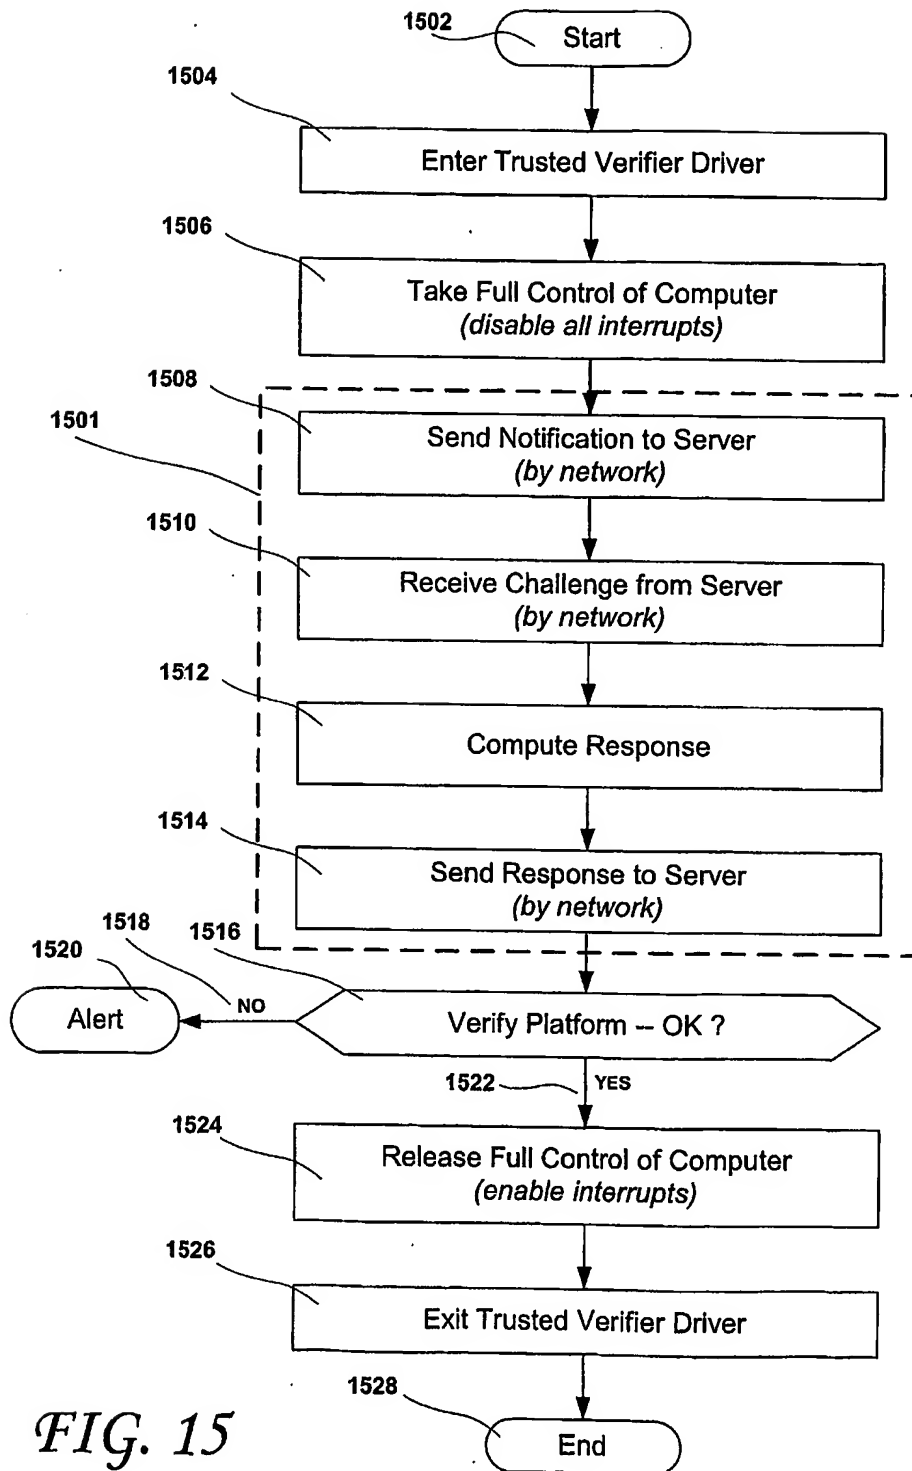 1502
Start
1504
Enter Trusted Verifier Driver
1506
Take Full Control of Computer
(disable all interrupts)
1508
1501
Send Notification to Server
(by network)
1510
Receive Challenge from Server
(by network)
1512
Compute Response
1514
Send Response to Server
(by network)
1518
1516
1520
NO
Alert
Verify Platform -- OK ?
1522
YES
1524
Release Full Control of Computer
(enable interrupts)
1526
Exit Trusted Verifier Driver
1528
End
FIG. 15